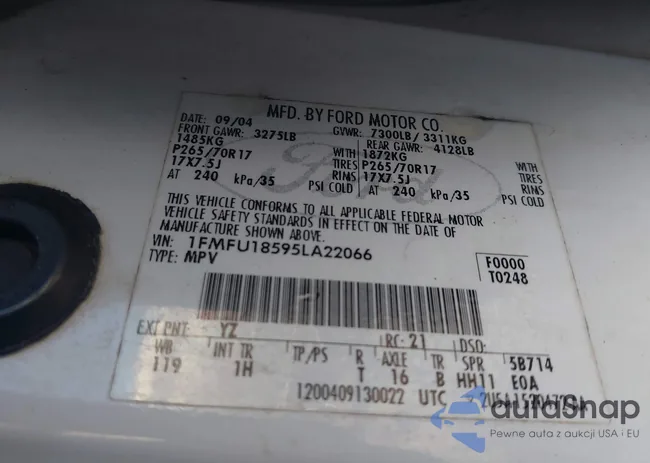 MFD. BY FORD MOTOR CO.
DATE: 09/04 GVWR: 7300LB/ 3311KG
FRONT GAWR: 3275LB REAR GAWR: 4128LB
1485KG WITH 1872KG WITH
P265/70R17 TIRES P265/70R17 TIRES
17X7.5J RIMS 17X7.5J RIMS
AT 240 kPa/35 PSI COLD AT 240 kPa/35 PSI COLD
THIS VEHICLE CONFORMS TO ALL APPLICABLE FEDERAL MOTOR
VEHICLE SAFETY STANDARDS IN EFFECT ON THE DATE OF
MANUFACTURE SHOWN ABOVE.
VIN: 1FMFU18595LA22066 F0000
TYPE: MPV T0248
EXT PNT: YZ RC: 21 DSO:
WB INT TR TP/PS R AXLE TR SPR 5B714
119 1H T 16 B HH11 E0A
1200409130022 UTC
Ford
autaSnap
Pewne auta z aukcji USA i EU